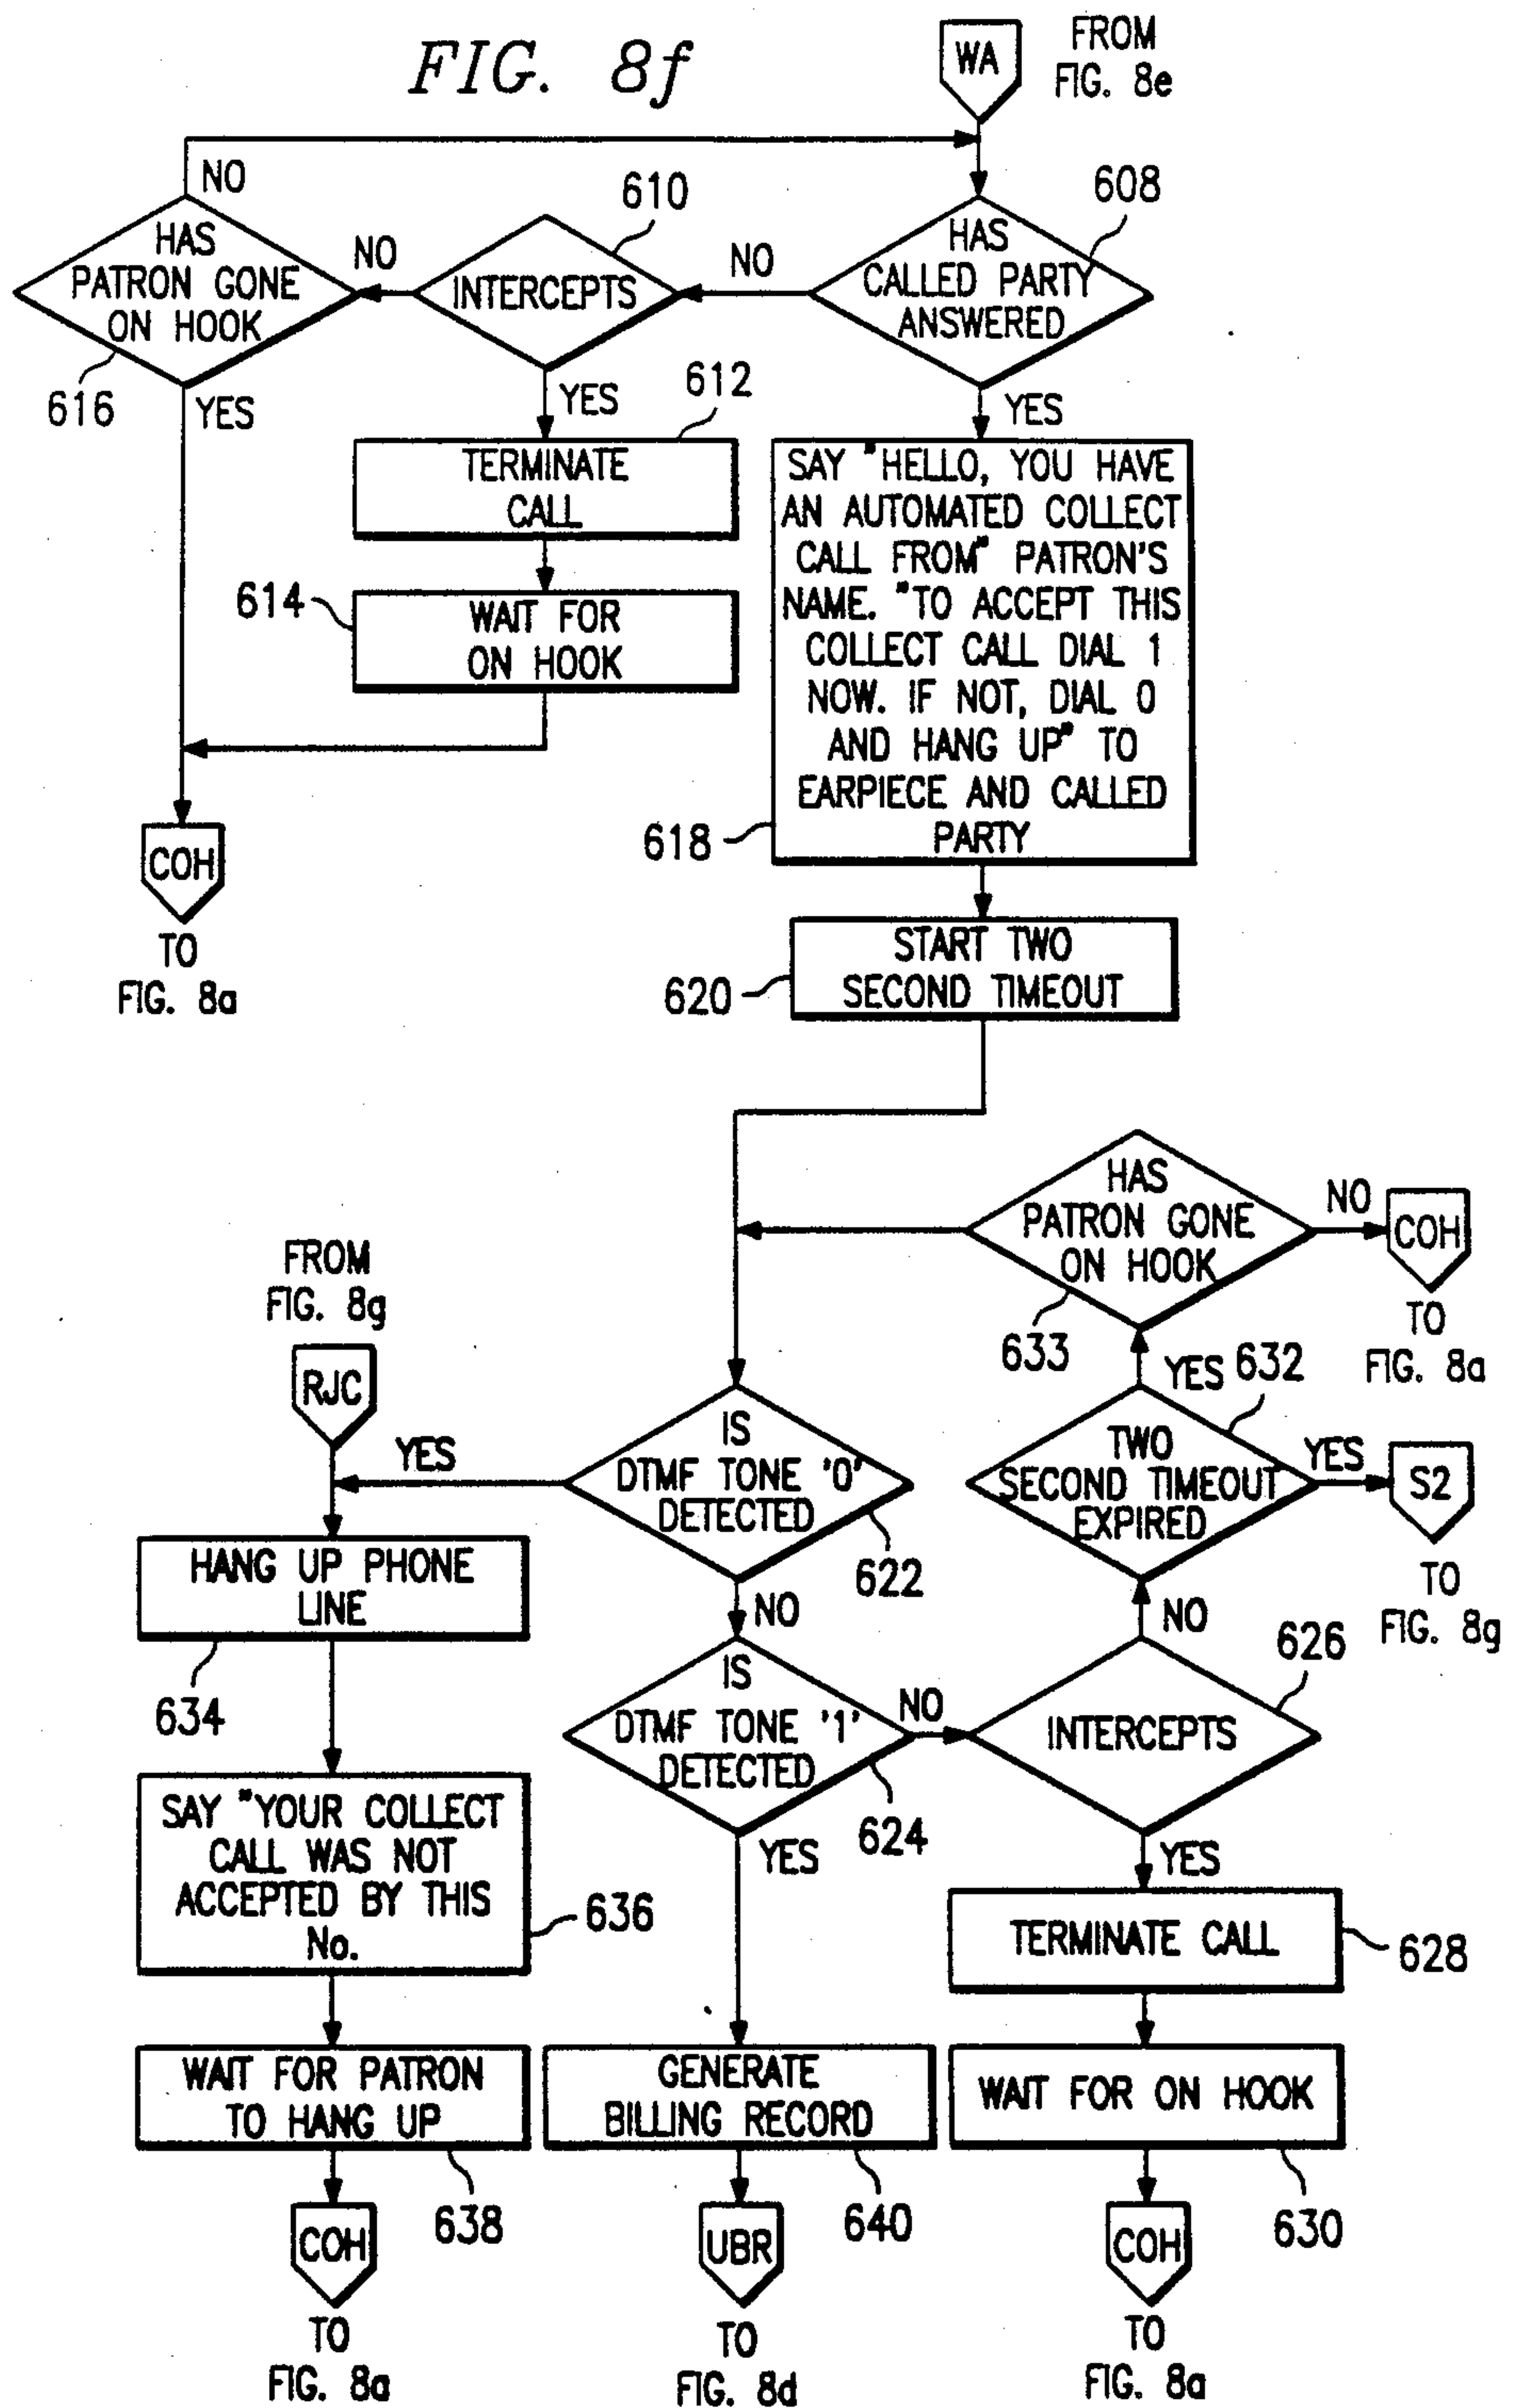 FIG. 8f
WA
FROM
FIG. 8e
NO
HAS
PATRON GONE
ON HOOK
616
YES
NO
610
INTERCEPTS
NO
608
HAS
CALLED PARTY
ANSWERED
YES
YES
612
TERMINATE
CALL
614
WAIT FOR
ON HOOK
COH
TO
FIG. 8a
SAY "HELLO, YOU HAVE
AN AUTOMATED COLLECT
CALL FROM" PATRON'S
NAME. "TO ACCEPT THIS
COLLECT CALL DIAL 1
NOW. IF NOT, DIAL 0
AND HANG UP" TO
EARPIECE AND CALLED
PARTY
618
START TWO
SECOND TIMEOUT
620
HAS
PATRON GONE
ON HOOK
633
NO
COH
TO
FIG. 8a
FROM
FIG. 8g
RJC
YES
IS
DTMF TONE '0'
DETECTED
622
NO
YES
632
TWO
SECOND TIMEOUT
EXPIRED
YES
S2
TO
FIG. 8g
NO
HANG UP PHONE
LINE
634
IS
DTMF TONE '1'
DETECTED
624
NO
YES
626
INTERCEPTS
YES
SAY "YOUR COLLECT
CALL WAS NOT
ACCEPTED BY THIS
No.
636
TERMINATE CALL
628
WAIT FOR PATRON
TO HANG UP
638
GENERATE
BILLING RECORD
640
WAIT FOR ON HOOK
630
COH
TO
FIG. 8a
UBR
TO
FIG. 8d
COH
TO
FIG. 8a